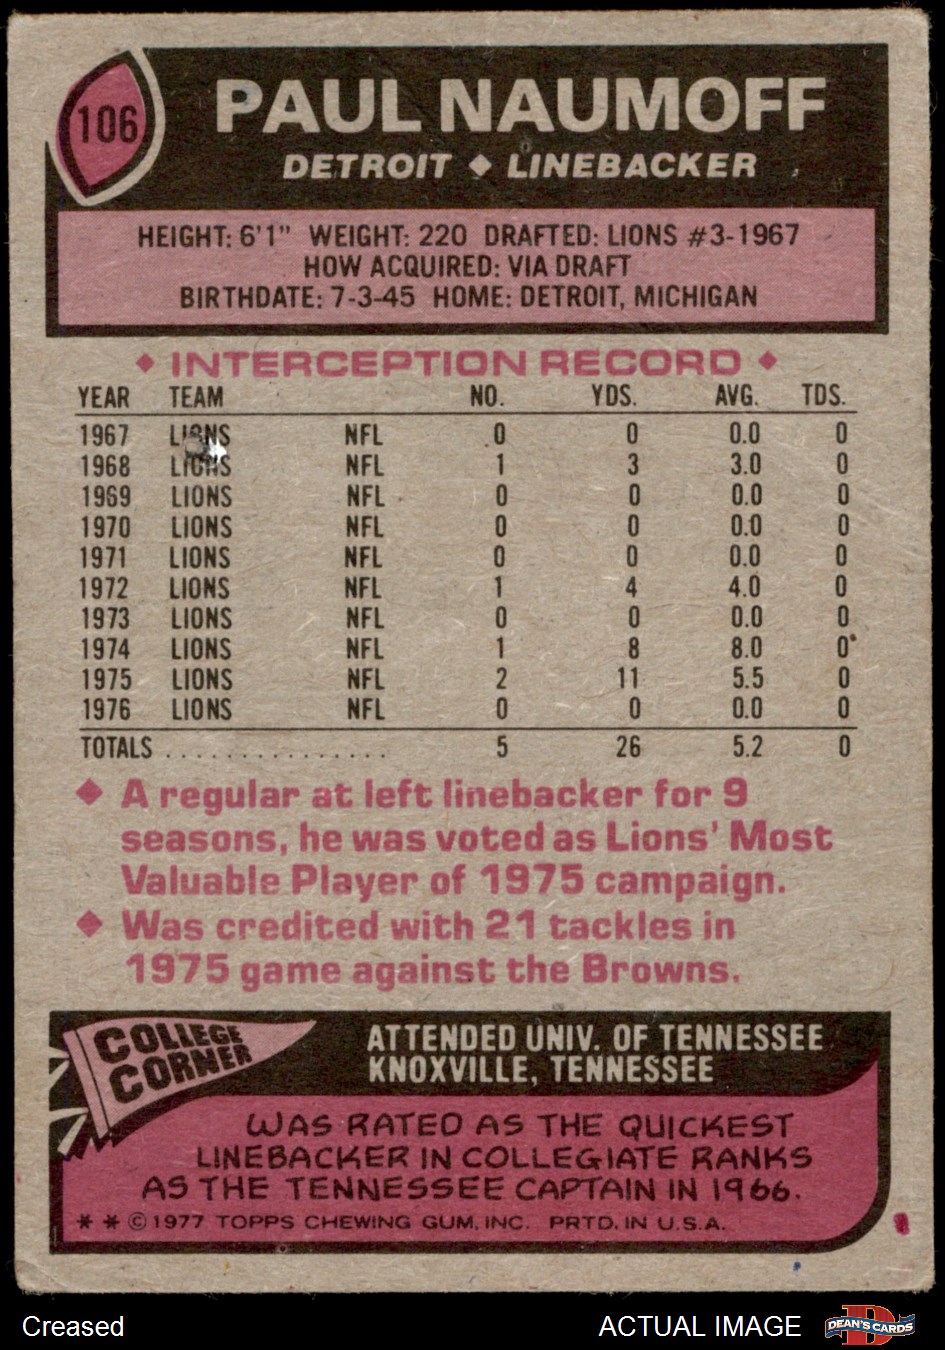 106
PAUL NAUMOFF
DETROIT ◆ LINEBACKER
HEIGHT: 6'1" WEIGHT: 220 DRAFTED: LIONS #3-1967
HOW ACQUIRED: VIA DRAFT
BIRTHDATE: 7-3-45 HOME: DETROIT, MICHIGAN
◆ INTERCEPTION RECORD ◆
YEAR TEAM NO. YDS. AVG. TDS.
1967 LIONS NFL 0 0 0.0 0
1968 LIONS NFL 1 3 3.0 0
1969 LIONS NFL 0 0 0.0 0
1970 LIONS NFL 0 0 0.0 0
1971 LIONS NFL 0 0 0.0 0
1972 LIONS NFL 1 4 4.0 0
1973 LIONS NFL 0 0 0.0 0
1974 LIONS NFL 1 8 8.0 0
1975 LIONS NFL 2 11 5.5 0
1976 LIONS NFL 0 0 0.0 0
TOTALS ................ 5 26 5.2 0
◆ A regular at left linebacker for 9
seasons, he was voted as Lions' Most
Valuable Player of 1975 campaign.
◆ Was credited with 21 tackles in
1975 game against the Browns.
COLLEGE
CORNER
ATTENDED UNIV. OF TENNESSEE
KNOXVILLE, TENNESSEE
WAS RATED AS THE QUICKEST
LINEBACKER IN COLLEGIATE RANKS
AS THE TENNESSEE CAPTAIN IN 1966.
* * © 1977 TOPPS CHEWING GUM, INC. PRTD. IN U.S.A.
Creased
ACTUAL IMAGE
DEAN'S CARDS